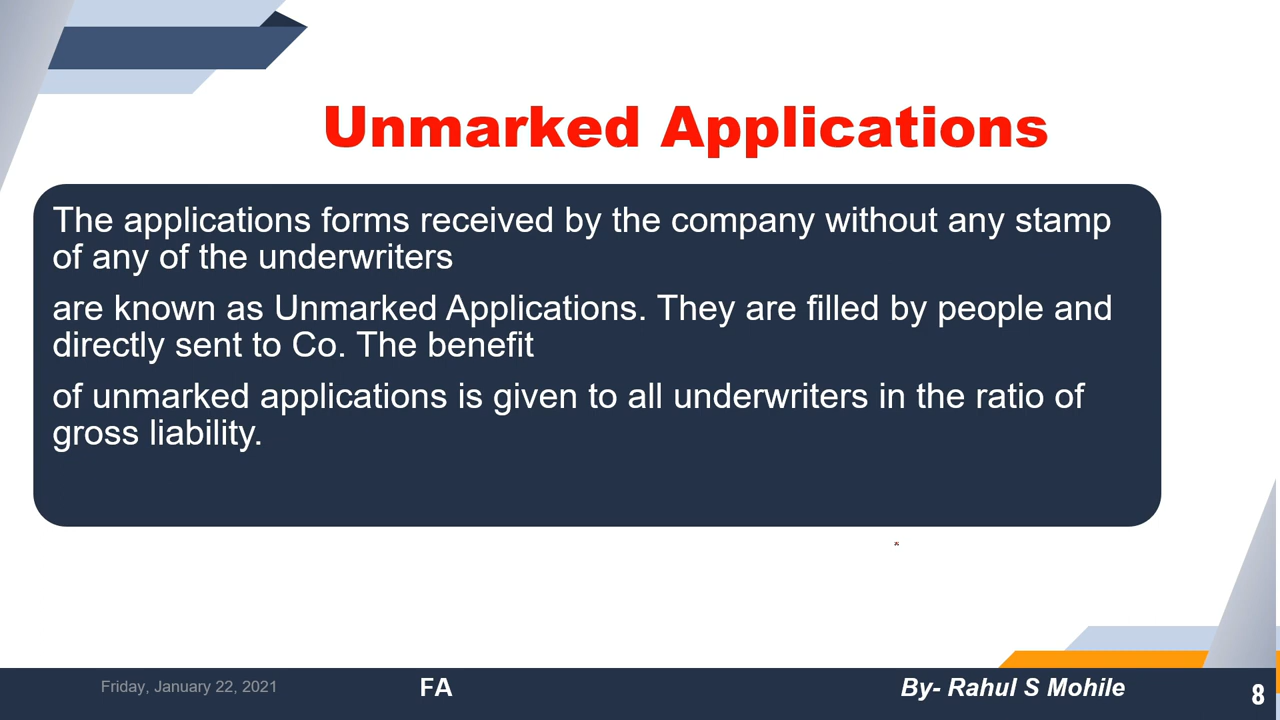 Unmarked Applications
The applications forms received by the company without any stamp
of any of the underwriters
are known as Unmarked Applications. They are filled by people and
directly sent to Co. The benefit
of unmarked applications is given to all underwriters in the ratio of
gross liability.
Friday, January 22, 2021
FA
By- Rahul S Mohile
8